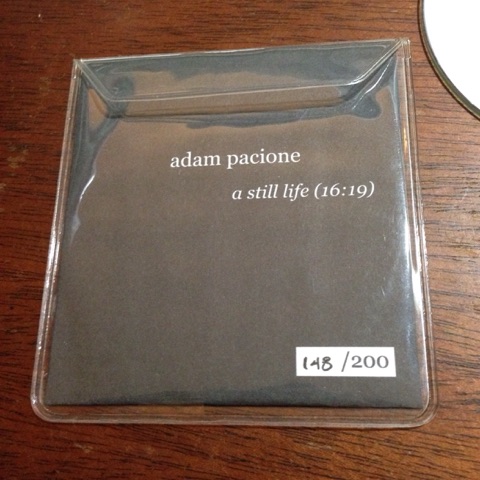 adam pacione
a still life (16:19)
148 /200